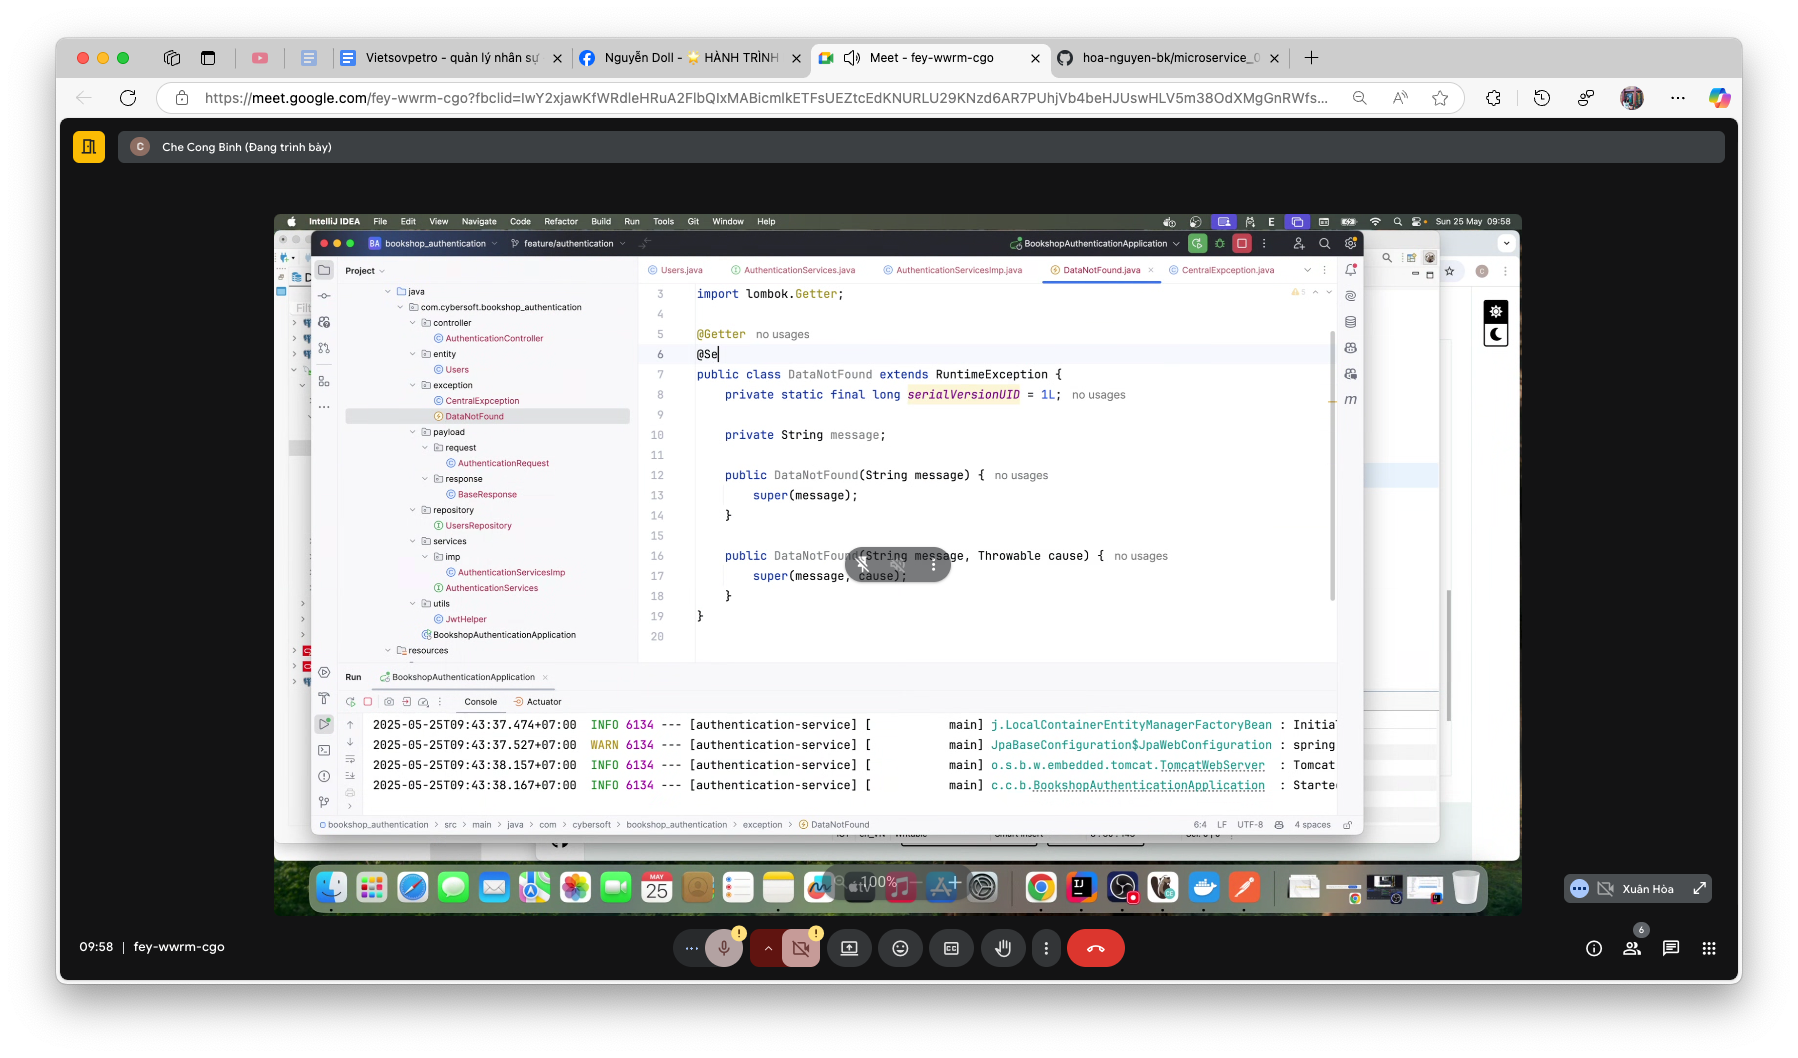 Vietsovpetro - quản lý nhân sự
Nguyễn Doll - ⭐ HÀNH TRÌNH
Meet - fey-wwrm-cgo
hoa-nguyen-bk/microservice_0
https://meet.google.com/fey-wwrm-cgo?fbclid=IwY2xjawKfWRdleHRuA2FlbQIxMABicmlkETFsUEZtcEdKNURLU29KNzd6AR7PUhjVb4beHJUswHLV5m38OdXMgGnRWfs...
C
Che Cong Binh (Đang trình bày)
IntelliJ IDEA File Edit View Navigate Code Refactor Build Run Tools Git Window Help
E
Sun 25 May 09:58
BA bookshop_authentication
feature/authentication
BookshopAuthenticationApplication
Project
Users.java
AuthenticationServices.java
AuthenticationServicesImp.java
DataNotFound.java
CentralExpception.java
java
com.cybersoft.bookshop_authentication
controller
AuthenticationController
entity
Users
exception
CentralExpception
DataNotFound
payload
request
AuthenticationRequest
response
BaseResponse
repository
UsersRepository
services
imp
AuthenticationServicesImp
AuthenticationServices
utils
JwtHelper
BookshopAuthenticationApplication
resources
3 import lombok.Getter;
4
5 @Getter no usages
6 @Se
7 public class DataNotFound extends RuntimeException {
8 private static final long serialVersionUID = 1L; no usages
9
10 private String message;
11
12 public DataNotFound(String message) { no usages
13 super(message);
14 }
15
16 public DataNotFound(String message, Throwable cause) { no usages
17 super(message, cause);
18 }
19 }
20
Run
BookshopAuthenticationApplication
Console
Actuator
2025-05-25T09:43:37.474+07:00 INFO 6134 --- [authentication-service] [ main] j.LocalContainerEntityManagerFactoryBean : Initial
2025-05-25T09:43:37.527+07:00 WARN 6134 --- [authentication-service] [ main] JpaBaseConfiguration$JpaWebConfiguration : spring
2025-05-25T09:43:38.157+07:00 INFO 6134 --- [authentication-service] [ main] o.s.b.w.embedded.tomcat.TomcatWebServer : Tomcat
2025-05-25T09:43:38.167+07:00 INFO 6134 --- [authentication-service] [ main] c.c.b.BookshopAuthenticationApplication : Starte
bookshop_authentication > src > main > java > com > cybersoft > bookshop_authentication > exception > DataNotFound
6:4 LF UTF-8 4 spaces
MAY
25
100%
Xuân Hòa
09:58 | fey-wwrm-cgo
6